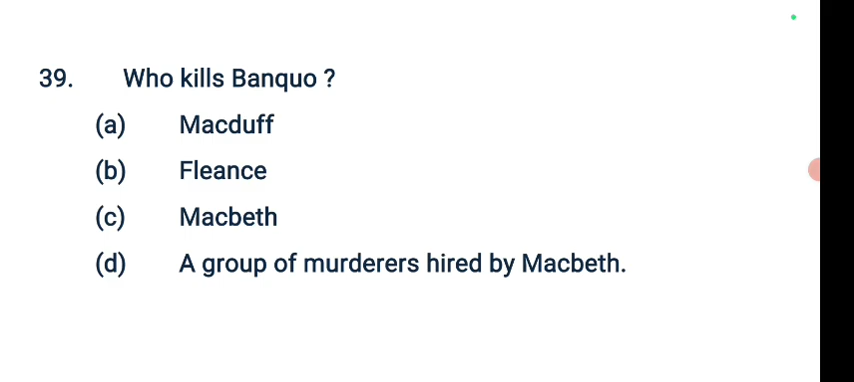 39. Who kills Banquo ?
(a) Macduff
(b) Fleance
(c) Macbeth
(d) A group of murderers hired by Macbeth.